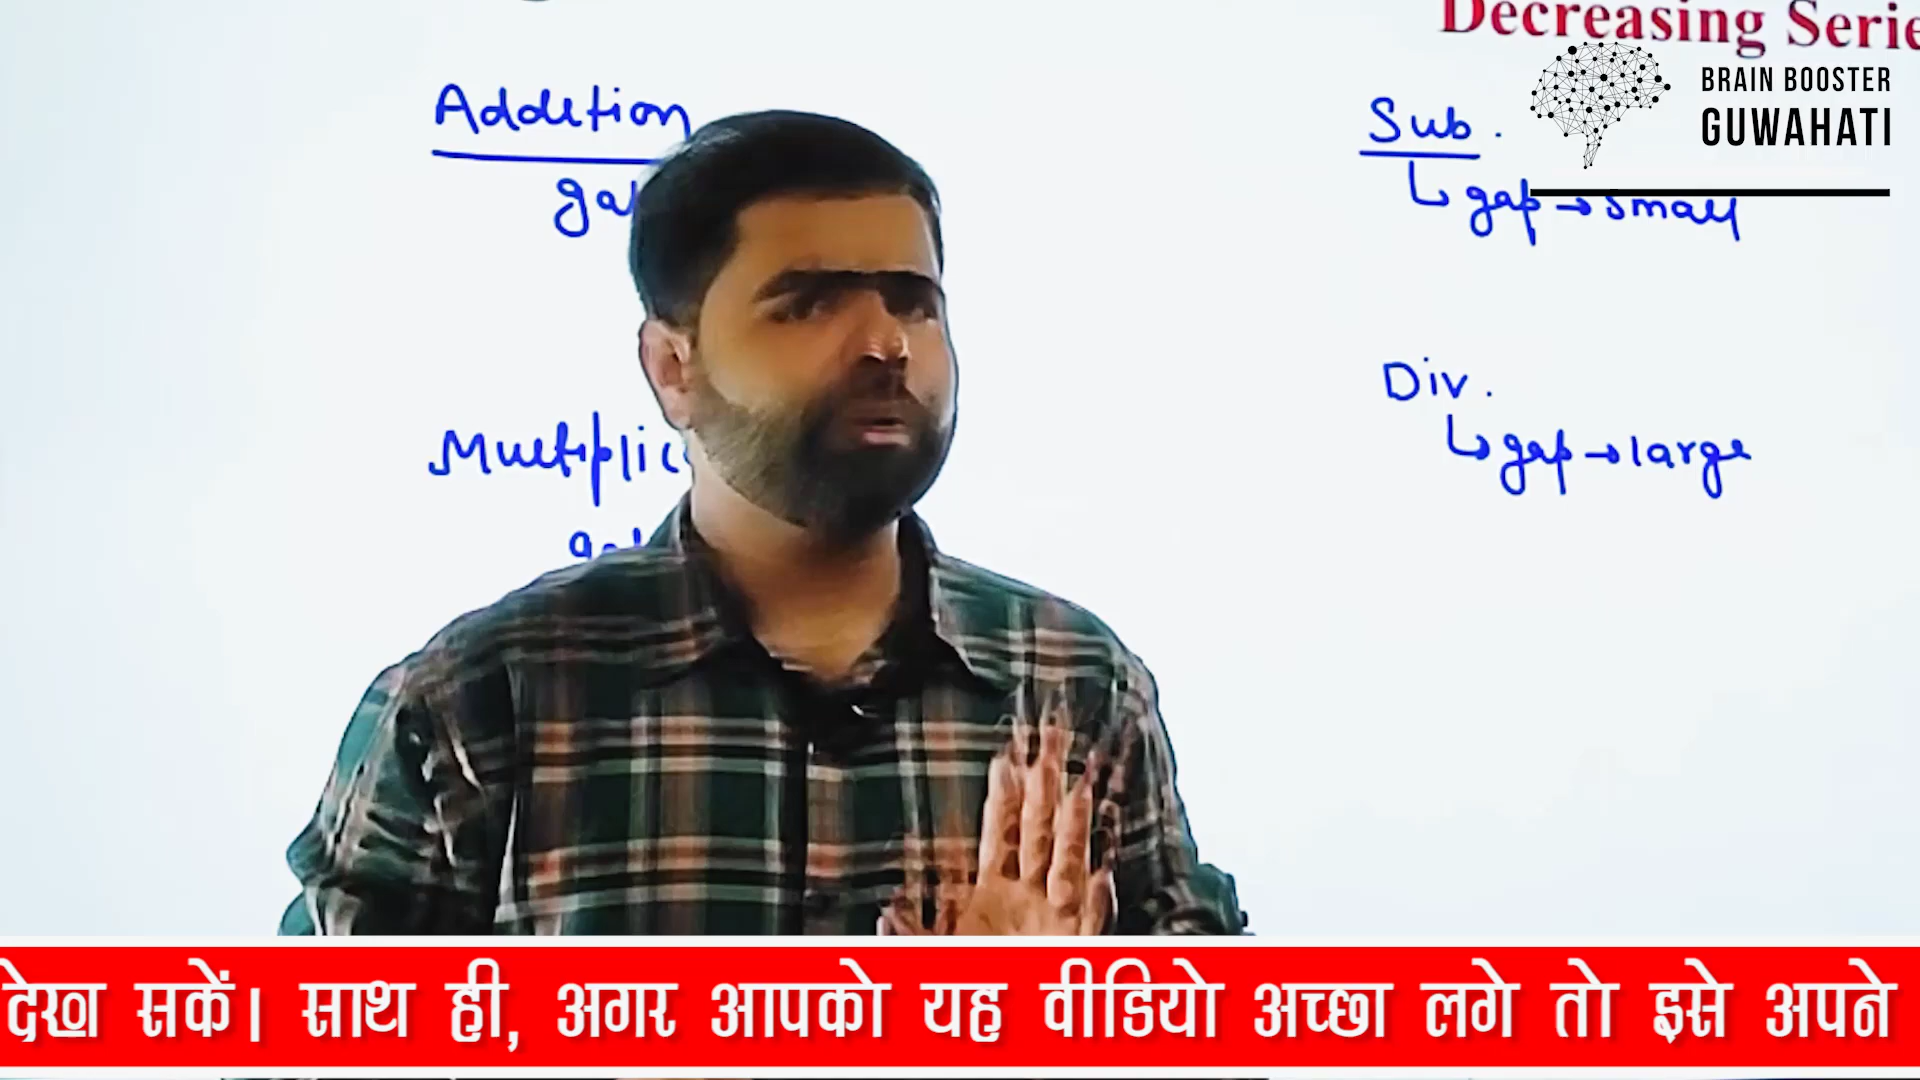 Decreasing
BRAIN BOOSTER
GUWAHATI
Addition
Sub.
gap → small
Div.
gap → large
देख सकें। साथ ही, अगर आपको यह वीडियो अच्छा लगे तो इसे अपने